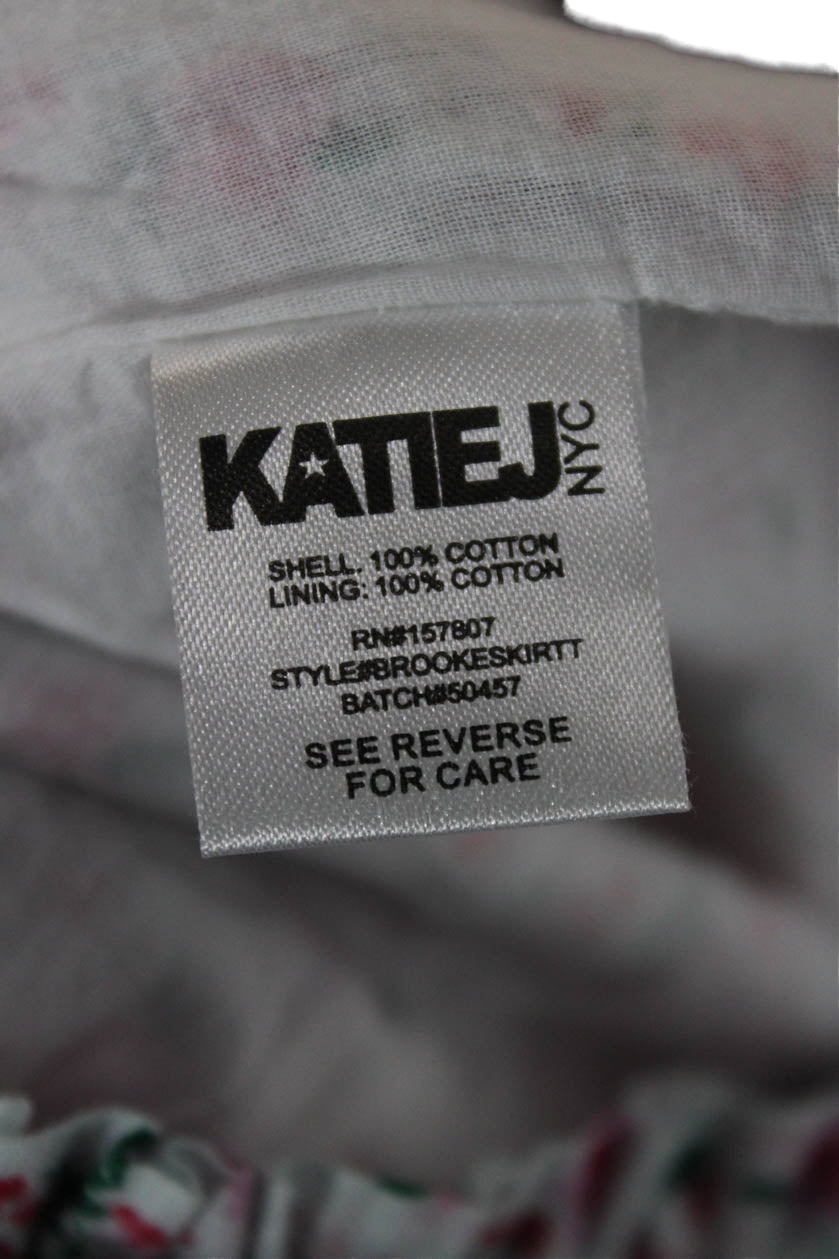 KATIEJ NYC
SHELL: 100% COTTON
LINING: 100% COTTON
RN#157807
STYLE#BROOKESKIRTT
BATCH#50457
SEE REVERSE
FOR CARE